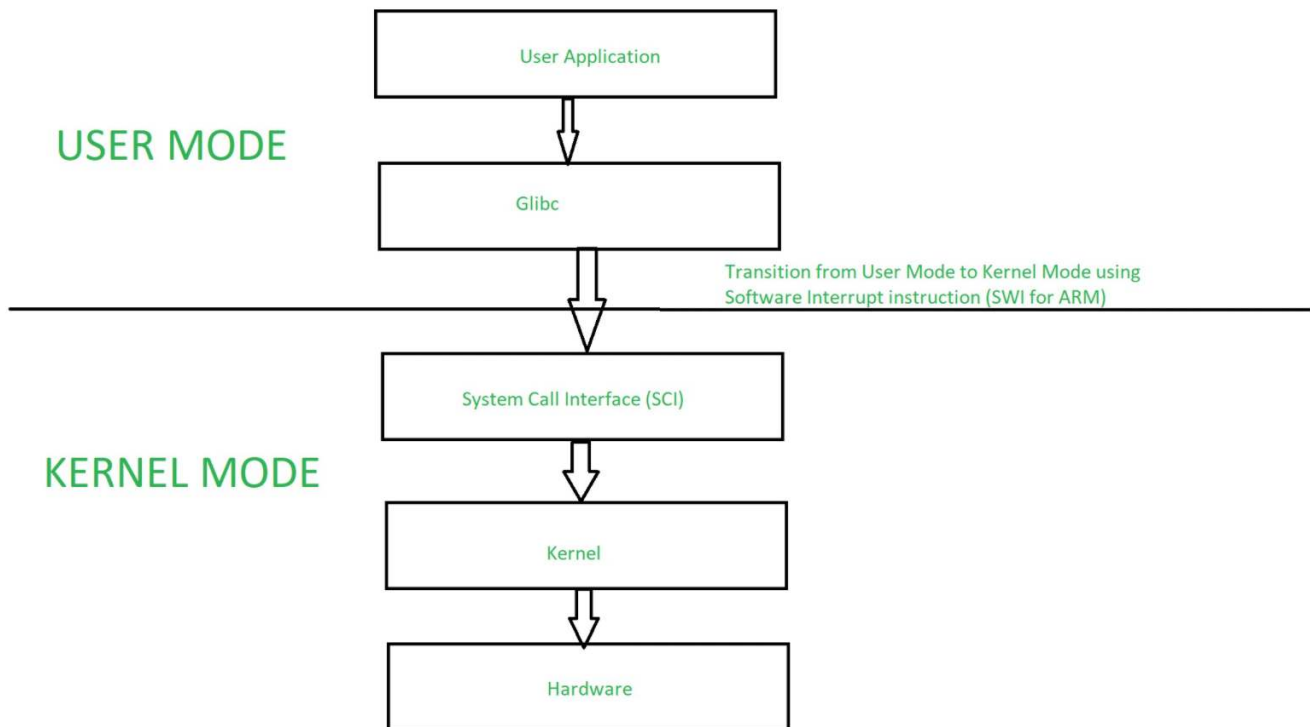 User Application
USER MODE
Glibc
Transition from User Mode to Kernel Mode using
Software Interrupt instruction (SWI for ARM)
System Call Interface (SCI)
KERNEL MODE
Kernel
Hardware